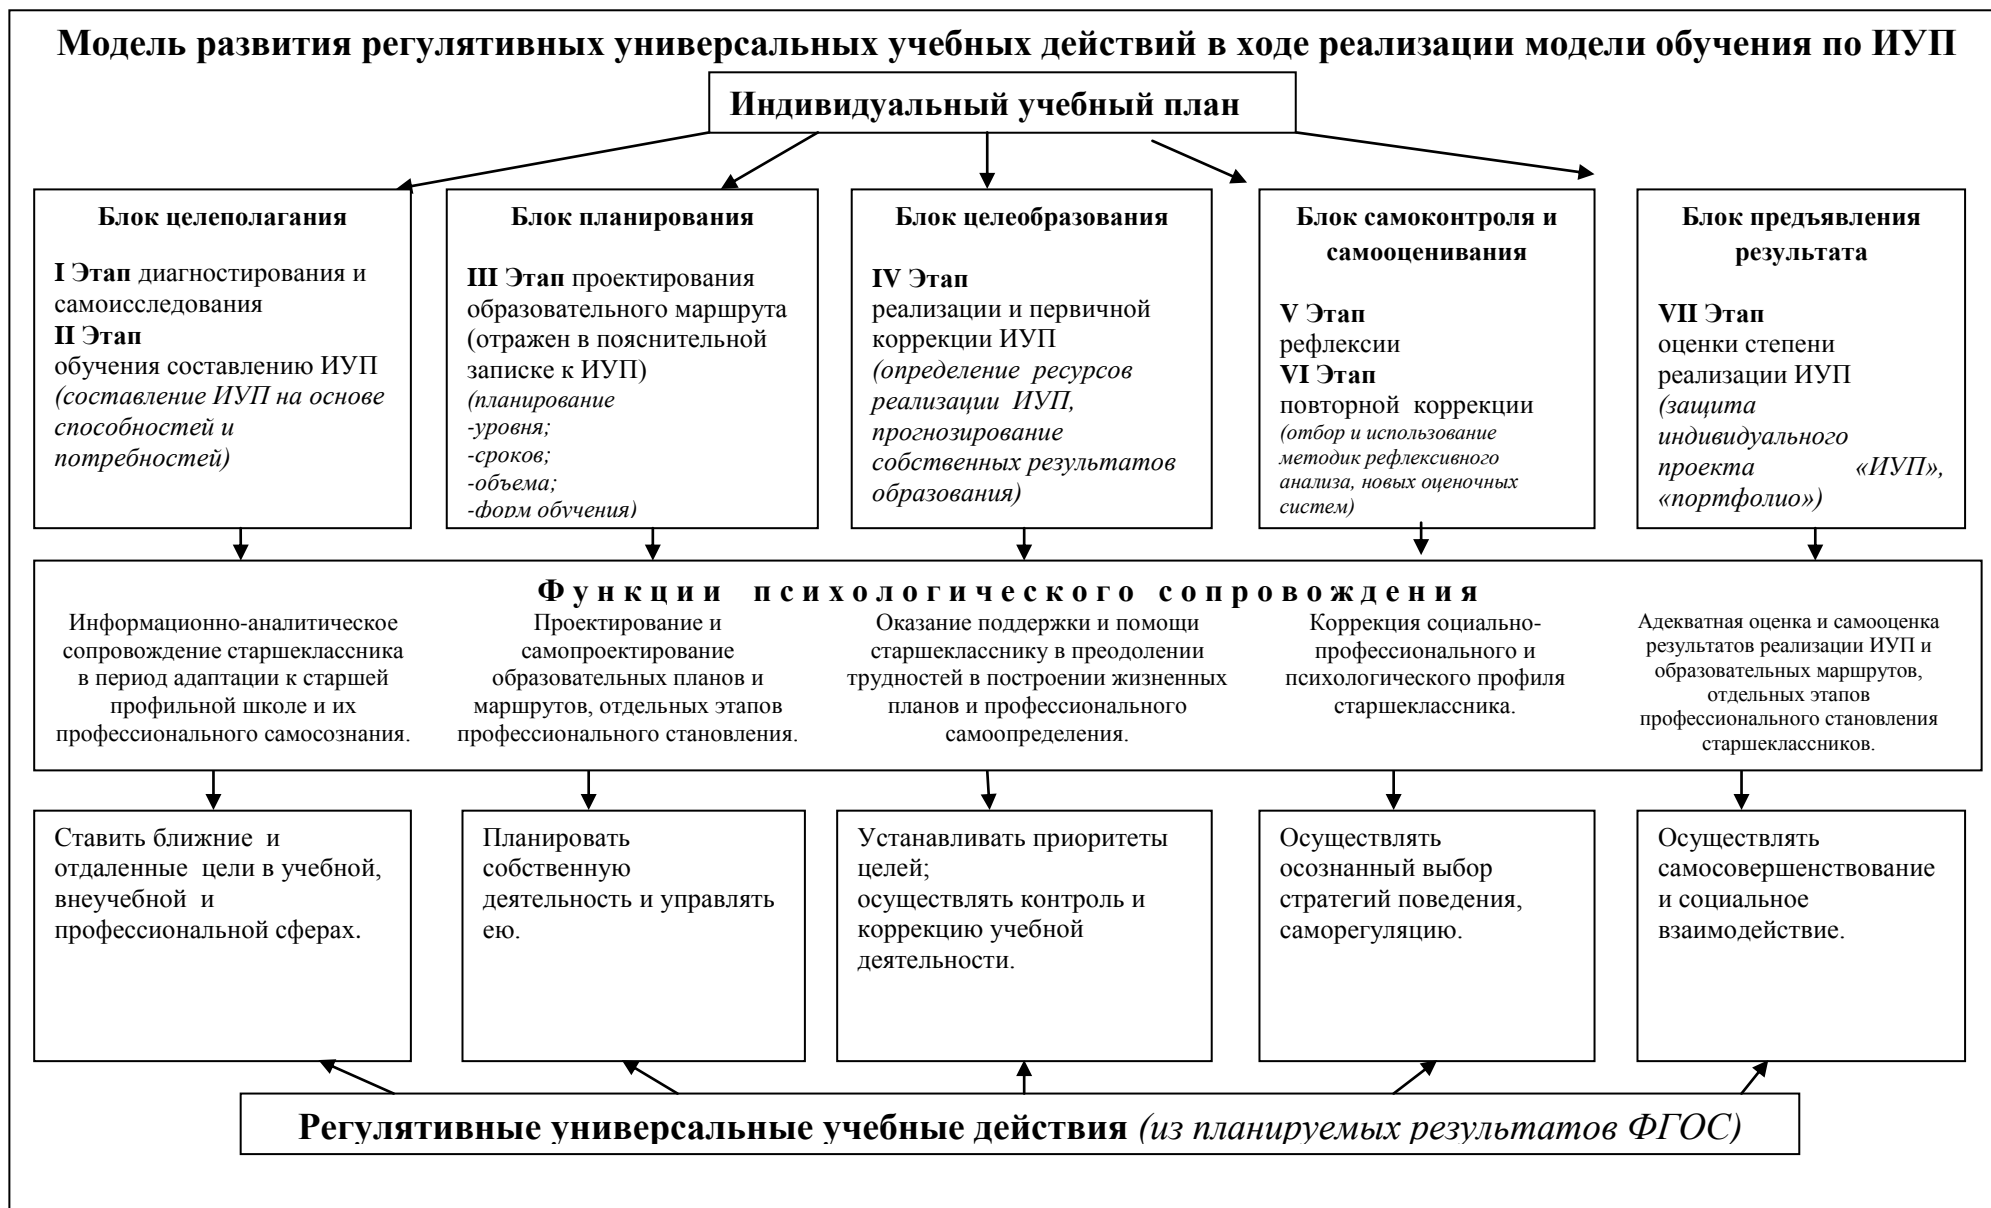 Модель развития регулятивных универсальных учебных действий в ходе реализации модели обучения по ИУП
Индивидуальный учебный план
Блок целеполагания
I Этап диагностирования и
самоисследования
II Этап
обучения составлению ИУП
(составление ИУП на основе
способностей и
потребностей)
Блок планирования
III Этап проектирования
образовательного маршрута
(отражен в пояснительной
записке к ИУП)
(планирование
-уровня;
-сроков;
-объема;
-форм обучения)
Блок целеобразования
IV Этап
реализации и первичной
коррекции ИУП
(определение ресурсов
реализации ИУП,
прогнозирование
собственных результатов
образования)
Блок самоконтроля и
самооценивания
V Этап
рефлексии
VI Этап
повторной коррекции
(отбор и использование
методик рефлексивного
анализа, новых оценочных
систем)
Блок предъявления
результата
VII Этап
оценки степени
реализации ИУП
(защита
индивидуального
проекта «ИУП»,
«портфолио»)
Функции психологического сопровождения
Информационно-аналитическое
сопровождение старшеклассника
в период адаптации к старшей
профильной школе и их
профессионального самосознания.
Проектирование и
самопроектирование
образовательных планов и
маршрутов, отдельных этапов
профессионального становления.
Оказание поддержки и помощи
старшекласснику в преодолении
трудностей в построении жизненных
планов и профессионального
самоопределения.
Коррекция социально-
профессионального и
психологического профиля
старшеклассника.
Адекватная оценка и самооценка
результатов реализации ИУП и
образовательных маршрутов,
отдельных этапов
профессионального становления
старшеклассников.
Ставить ближние и
отдаленные цели в учебной,
внеучебной и
профессиональной сферах.
Планировать
собственную
деятельность и управлять
ею.
Устанавливать приоритеты
целей;
осуществлять контроль и
коррекцию учебной
деятельности.
Осуществлять
осознанный выбор
стратегий поведения,
саморегуляцию.
Осуществлять
самосовершенствование
и социальное
взаимодействие.
Регулятивные универсальные учебные действия (из планируемых результатов ФГОС)